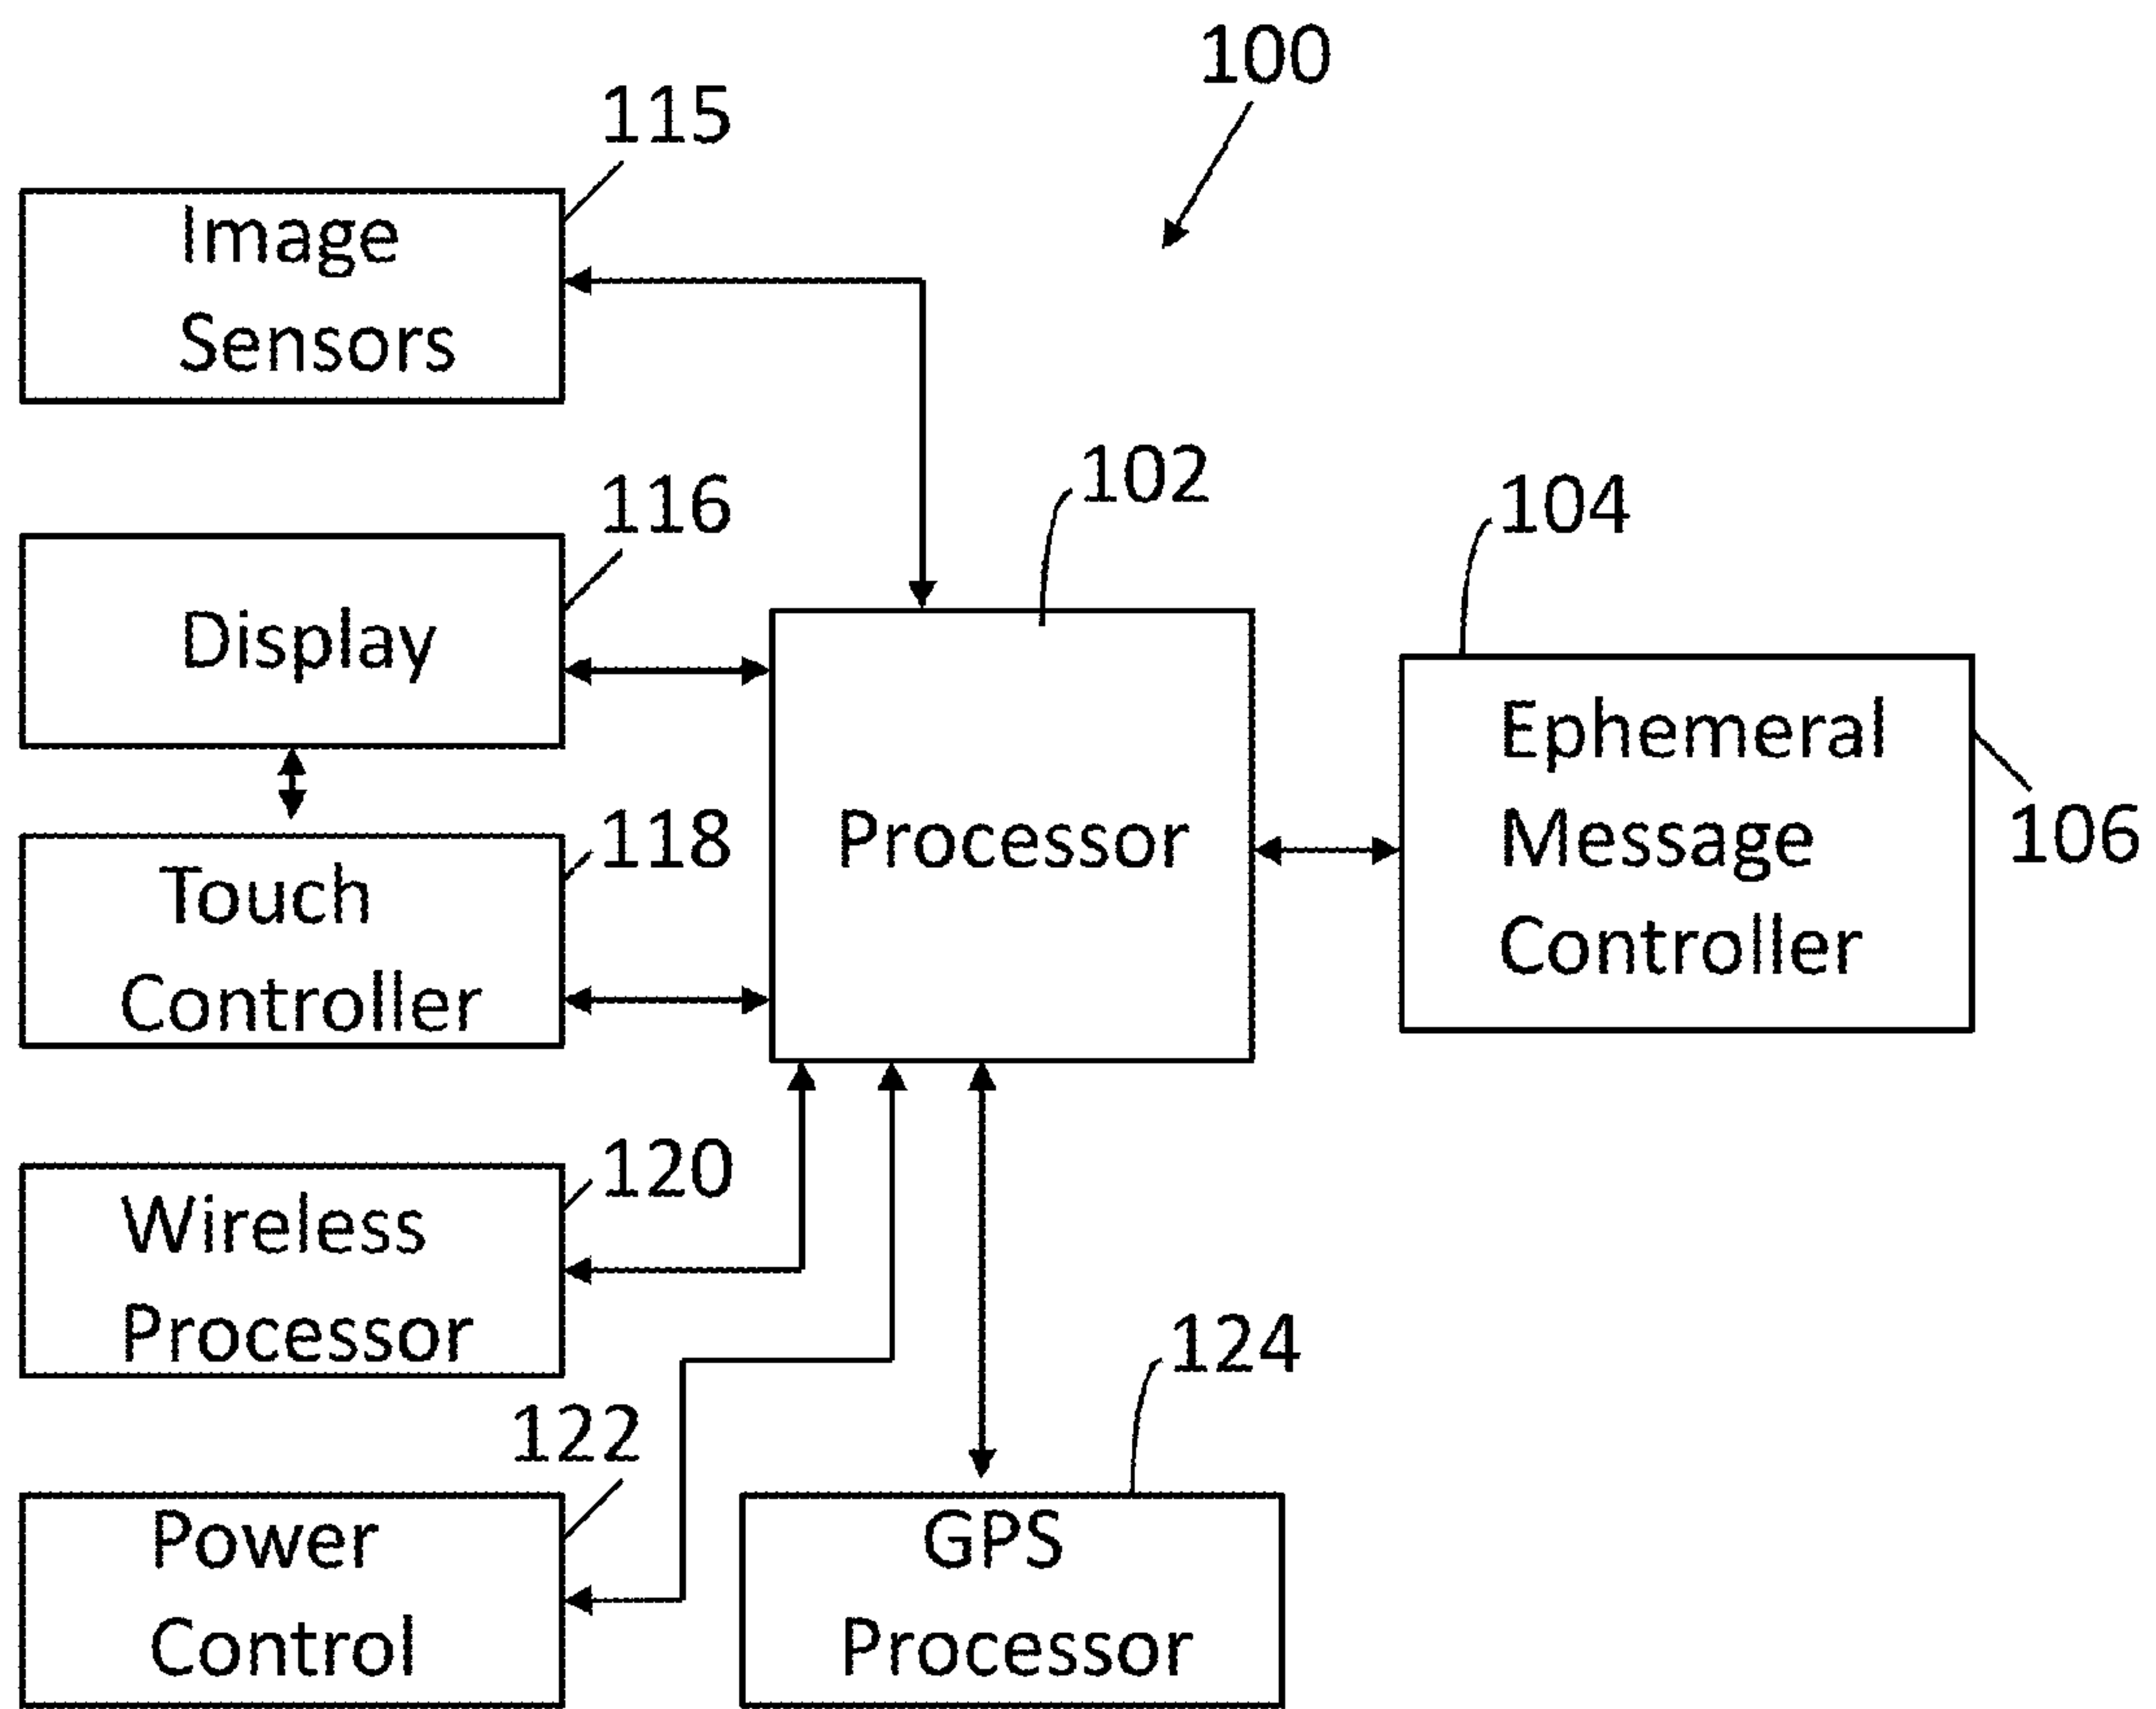 100
115
Image
Sensors
102
116
104
Display
Ephemeral
Message
Controller
106
Processor
118
Touch
Controller
120
Wireless
Processor
124
122
Power
Control
GPS
Processor